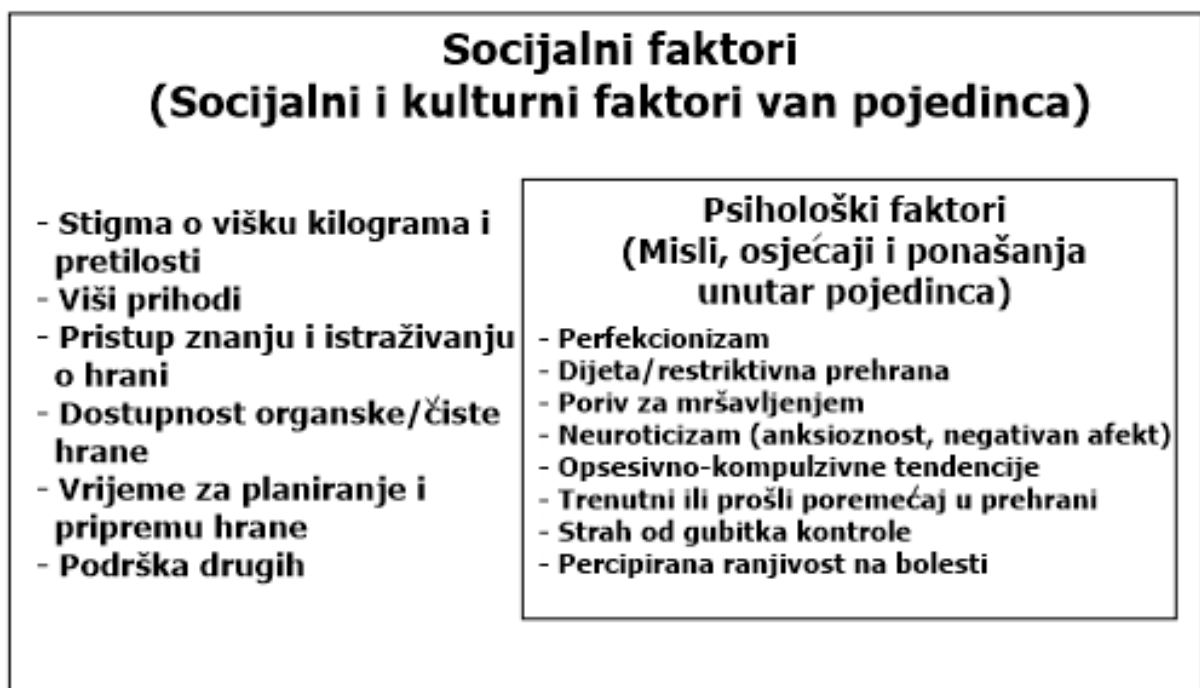 Socijalni faktori
(Socijalni i kulturni faktori van pojedinca)
- Stigma o višku kilograma i
pretilosti
- Viši prihodi
- Pristup znanju i istraživanju
o hrani
- Dostupnost organske/čiste
hrane
- Vrijeme za planiranje i
pripremu hrane
- Podrška drugih
Psihološki faktori
(Misli, osjećaji i ponašanja
unutar pojedinca)
- Perfekcionizam
- Dijeta/restriktivna prehrana
- Poriv za mršavljenjem
- Neuroticizam (anksioznost, negativan afekt)
- Opsesivno-kompulzivne tendencije
- Trenutni ili prošli poremećaj u prehrani
- Strah od gubitka kontrole
- Percipirana ranjivost na bolesti